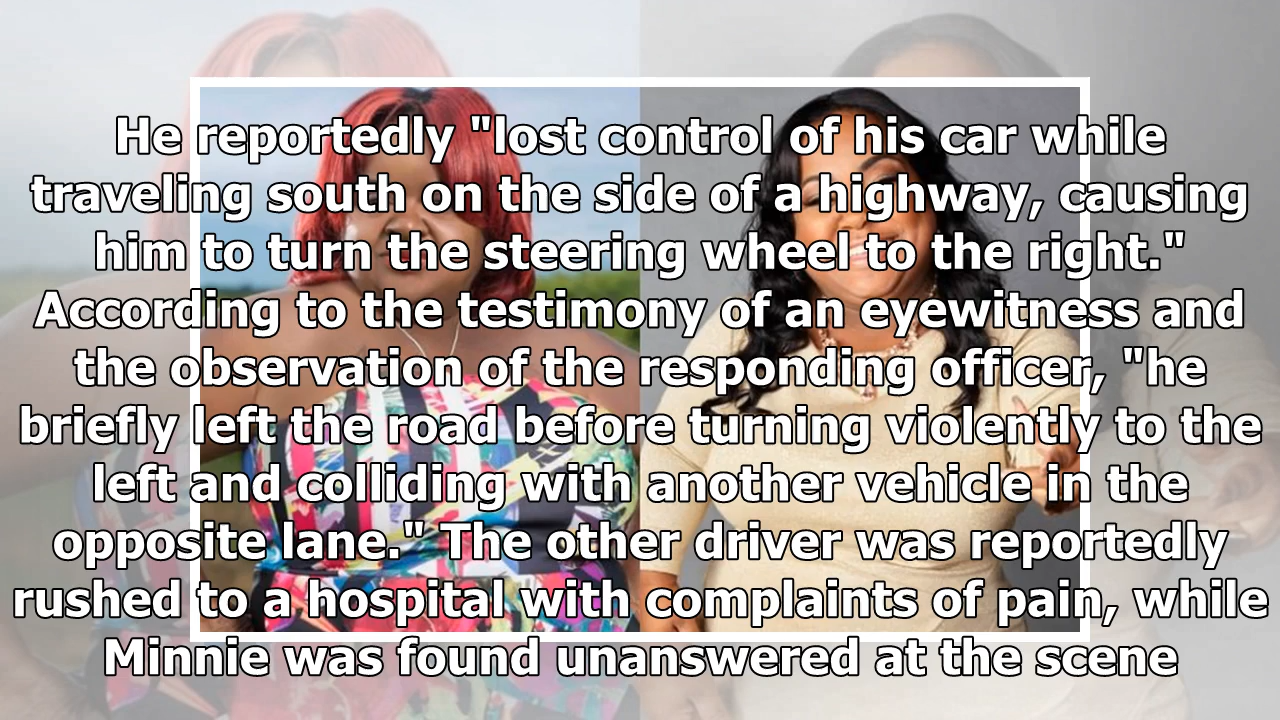 He reportedly "lost control of his car while
traveling south on the side of a highway, causing
him to turn the steering wheel to the right."
According to the testimony of an eyewitness and
the observation of the responding officer, "he
briefly left the road before turning violently to the
left and colliding with another vehicle in the
opposite lane." The other driver was reportedly
rushed to a hospital with complaints of pain, while
Minnie was found unanswered at the scene